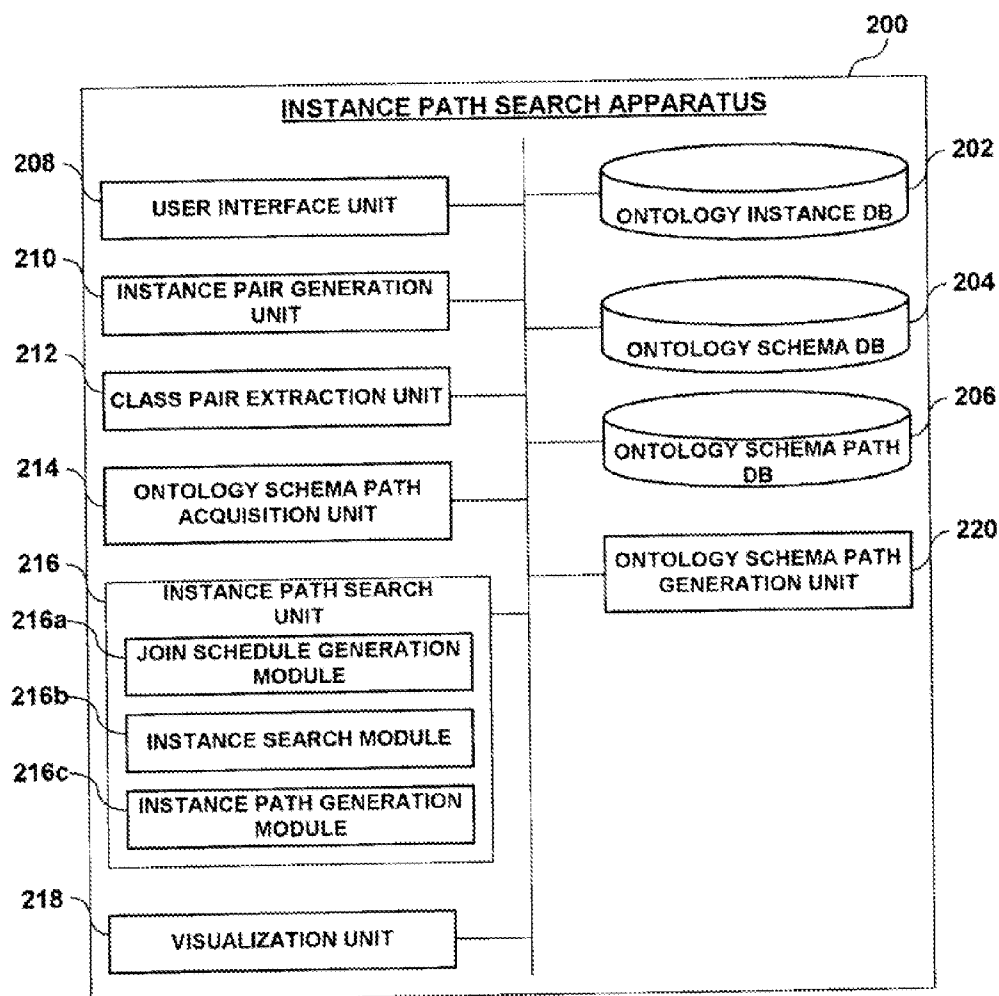 200
INSTANCE PATH SEARCH APPARATUS
208
USER INTERFACE UNIT
210
INSTANCE PAIR GENERATION
UNIT
212
CLASS PAIR EXTRACTION UNIT
214
ONTOLOGY SCHEMA PATH
ACQUISITION UNIT
216
INSTANCE PATH SEARCH
UNIT
216a
JOIN SCHEDULE GENERATION
MODULE
216b
INSTANCE SEARCH MODULE
216c
INSTANCE PATH GENERATION
MODULE
218
VISUALIZATION UNIT
202
ONTOLOGY INSTANCE DB
204
ONTOLOGY SCHEMA DB
206
ONTOLOGY SCHEMA PATH
DB
220
ONTOLOGY SCHEMA PATH
GENERATION UNIT